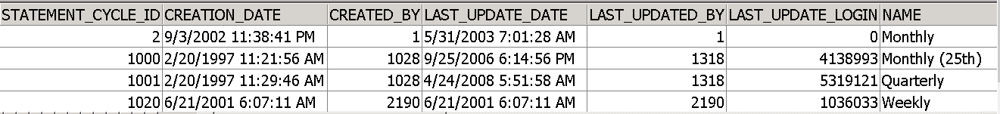 STATEMENT_CYCLE_ID CREATION_DATE CREATED_BY LAST_UPDATE_DATE LAST_UPDATED_BY LAST_UPDATE_LOGIN NAME
2 9/3/2002 11:38:41 PM 1 5/31/2003 7:01:28 AM 1 0 Monthly
1000 2/20/1997 11:21:56 AM 1028 9/25/2006 6:14:56 PM 1318 4138993 Monthly (25th)
1001 2/20/1997 11:29:46 AM 1028 4/24/2008 5:51:58 AM 1318 5319121 Quarterly
1020 6/21/2001 6:07:11 AM 2190 6/21/2001 6:07:11 AM 2190 1036033 Weekly